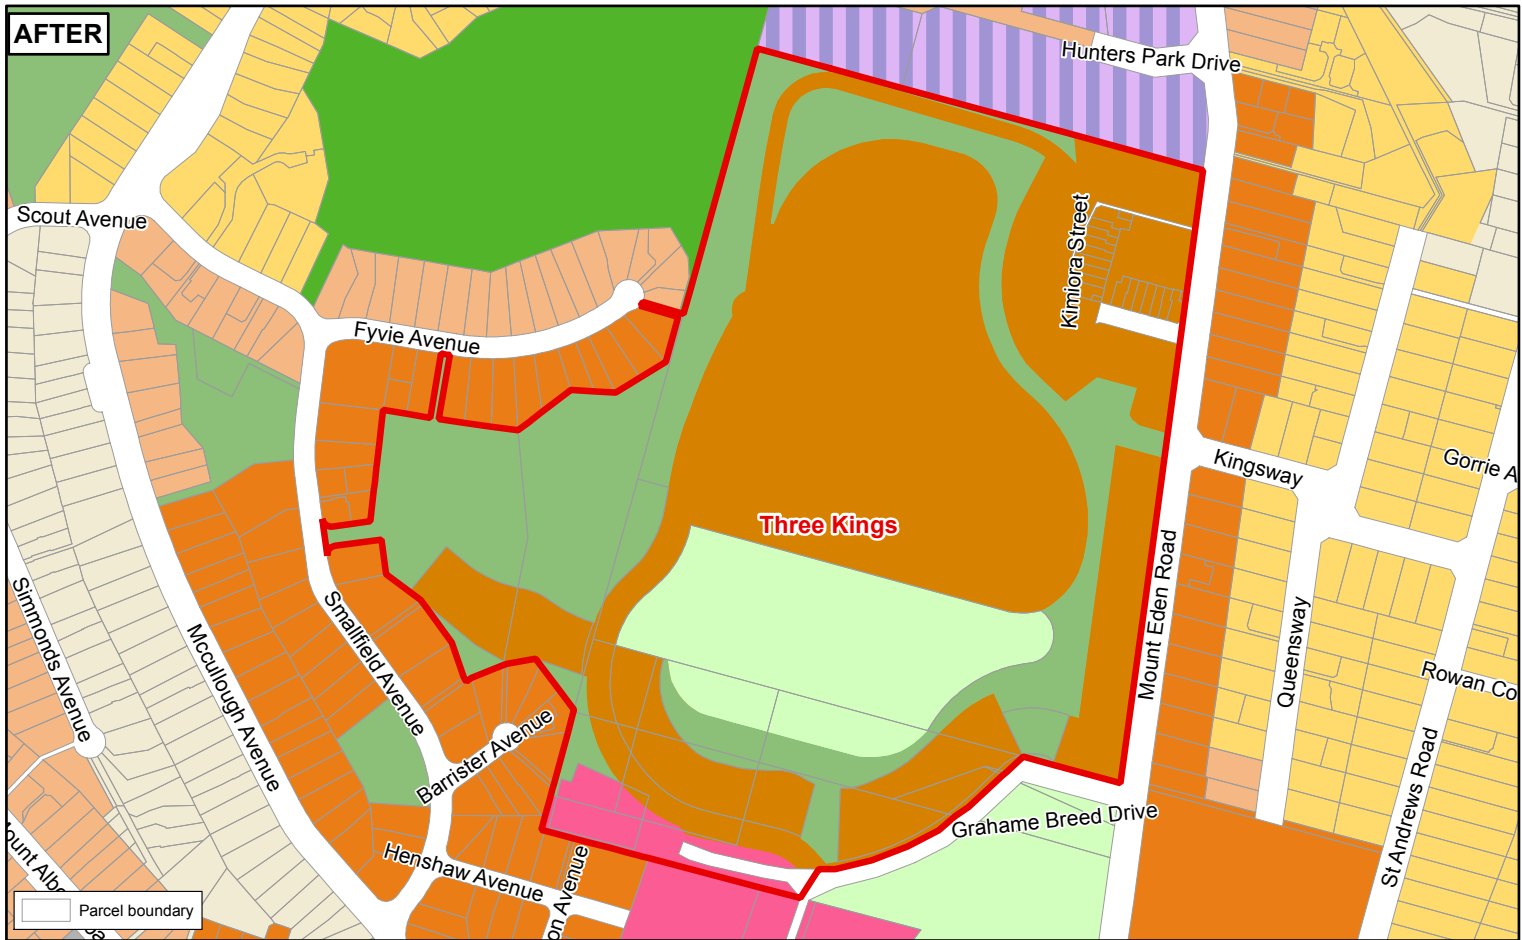 AFTER
Hunters Park Drive
Scout Avenue
Kimiora Street
Fyvie Avenue
Kingsway
Gorrie A
Three Kings
Mount Eden Road
Simmonds Avenue
Mccullough Avenue
Smallfield Avenue
Queensway
Rowan Co
Barrister Avenue
St Andrews Road
Grahame Breed Drive
Henshaw Avenue
on Avenue
ount Albe
Parcel boundary